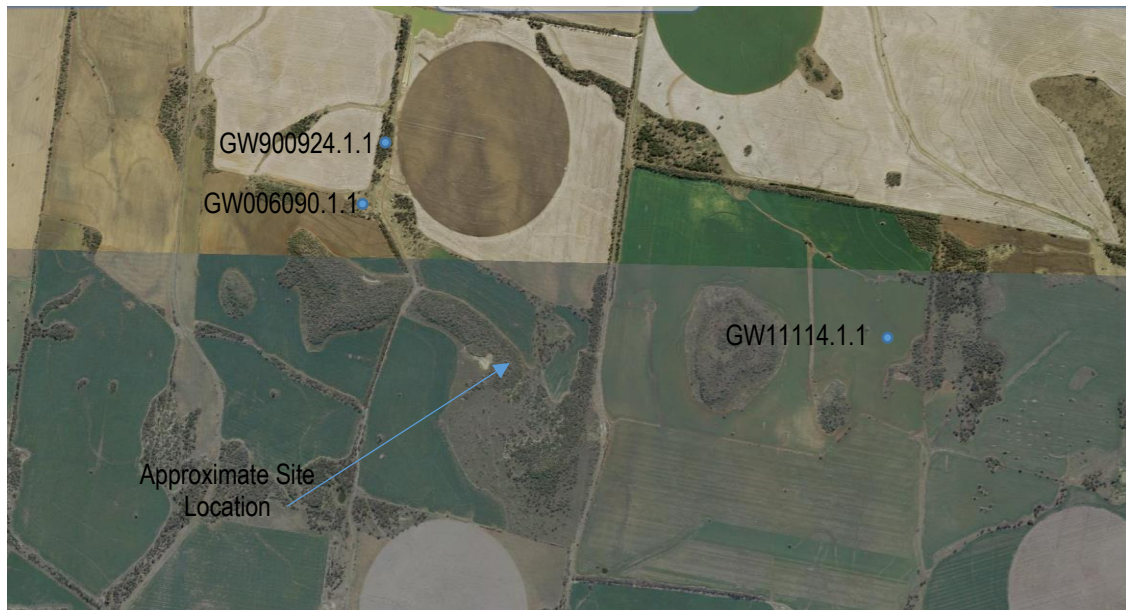 GW900924.1.1
GW006090.1.1
GW11114.1.1
Approximate Site
Location